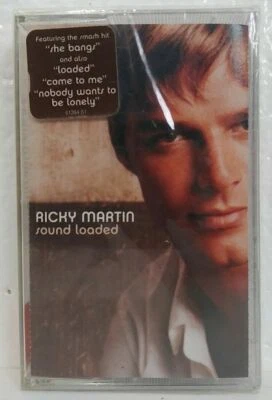 Featuring the smash hit
"she bangs"
and also
"loaded"
"come to me"
"nobody wants to
be lonely"
RICKY MARTIN
sound loaded